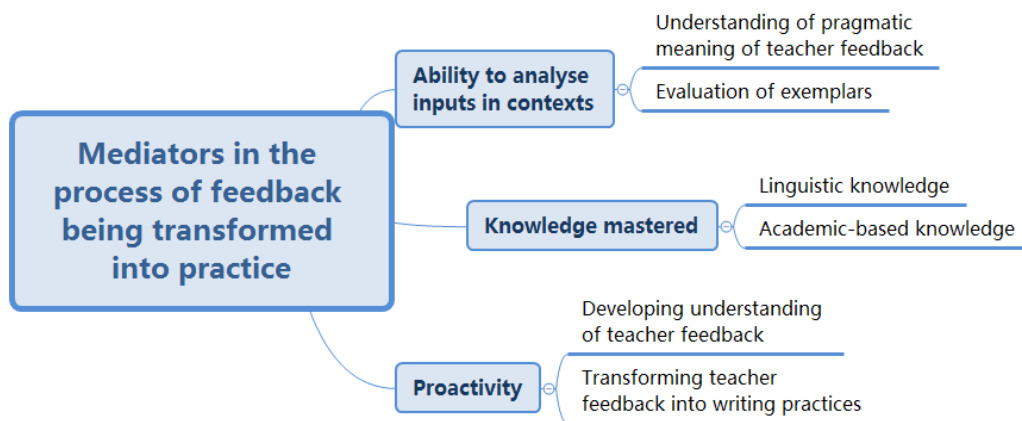 Mediators in the
process of feedback
being transformed
into practice
Ability to analyse
inputs in contexts
Understanding of pragmatic
meaning of teacher feedback
Evaluation of exemplars
Knowledge mastered
Linguistic knowledge
Academic-based knowledge
Proactivity
Developing understanding
of teacher feedback
Transforming teacher
feedback into writing practices